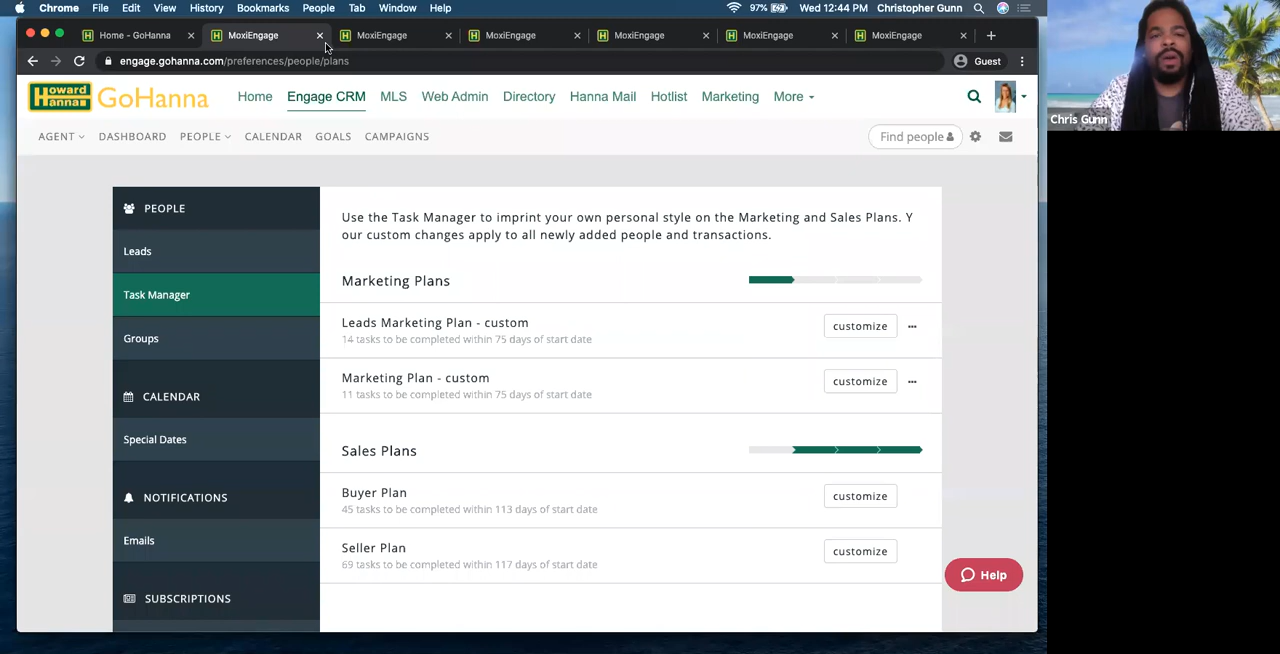 Chrome File Edit View History Bookmarks People Tab Window Help 97% Wed 12:44 PM Christopher Gunn
Home - GoHanna MoxiEngage MoxiEngage MoxiEngage MoxiEngage MoxiEngage MoxiEngage
engage.gohanna.com/preferences/people/plans Guest
Howard Hanna GoHanna Home Engage CRM MLS Web Admin Directory Hanna Mail Hotlist Marketing More
AGENT DASHBOARD PEOPLE CALENDAR GOALS CAMPAIGNS Find people
Chris Gunn
PEOPLE
Leads
Task Manager
Groups
CALENDAR
Special Dates
NOTIFICATIONS
Emails
SUBSCRIPTIONS
Use the Task Manager to imprint your own personal style on the Marketing and Sales Plans. Y
our custom changes apply to all newly added people and transactions.
Marketing Plans
Leads Marketing Plan - custom
14 tasks to be completed within 75 days of start date
customize
Marketing Plan - custom
11 tasks to be completed within 75 days of start date
customize
Sales Plans
Buyer Plan
45 tasks to be completed within 113 days of start date
customize
Seller Plan
69 tasks to be completed within 117 days of start date
customize
Help